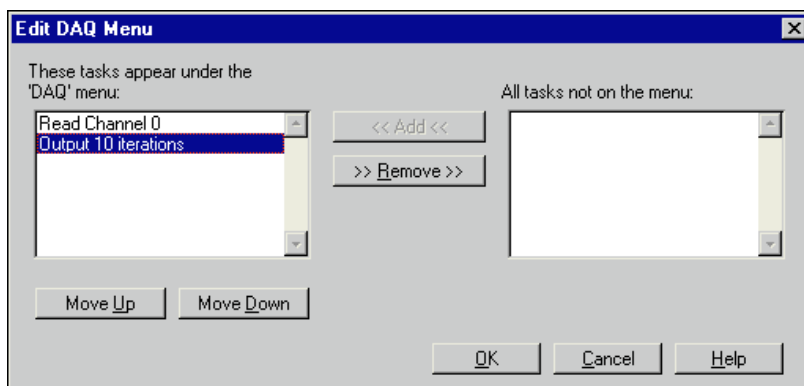 Edit DAQ Menu
These tasks appear under the
'DAQ' menu:
All tasks not on the menu:
Read Channel 0
Output 10 iterations
<< Add <<
>> Remove >>
Move Up
Move Down
OK
Cancel
Help